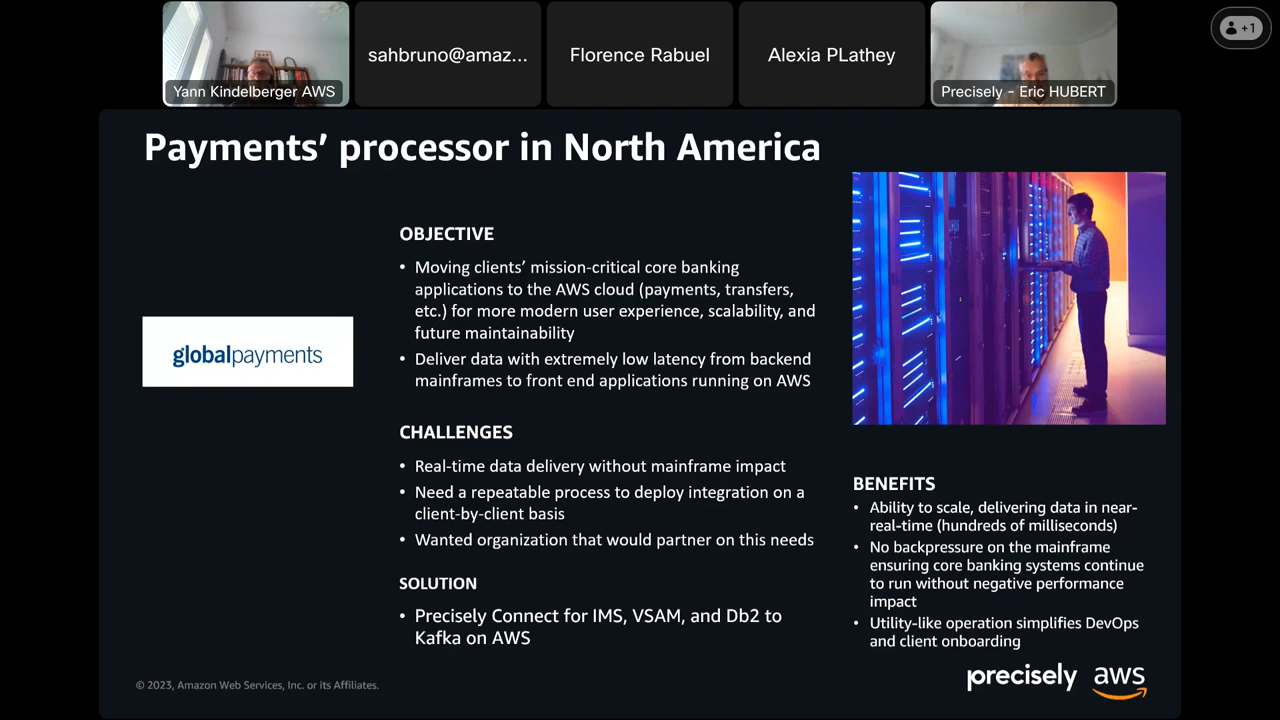 Yann Kindelberger AWS
sahbruno@amaz...
Florence Rabuel
Alexia PLathey
Precisely - Eric HUBERT
+1
Payments’ processor in North America
globalpayments
OBJECTIVE
• Moving clients’ mission-critical core banking
applications to the AWS cloud (payments, transfers,
etc.) for more modern user experience, scalability, and
future maintainability
• Deliver data with extremely low latency from backend
mainframes to front end applications running on AWS
CHALLENGES
• Real-time data delivery without mainframe impact
• Need a repeatable process to deploy integration on a
client-by-client basis
• Wanted organization that would partner on this needs
SOLUTION
• Precisely Connect for IMS, VSAM, and Db2 to
Kafka on AWS
BENEFITS
• Ability to scale, delivering data in near-
real-time (hundreds of milliseconds)
• No backpressure on the mainframe
ensuring core banking systems continue
to run without negative performance
impact
• Utility-like operation simplifies DevOps
and client onboarding
© 2023, Amazon Web Services, Inc. or its Affiliates.
precisely
aws